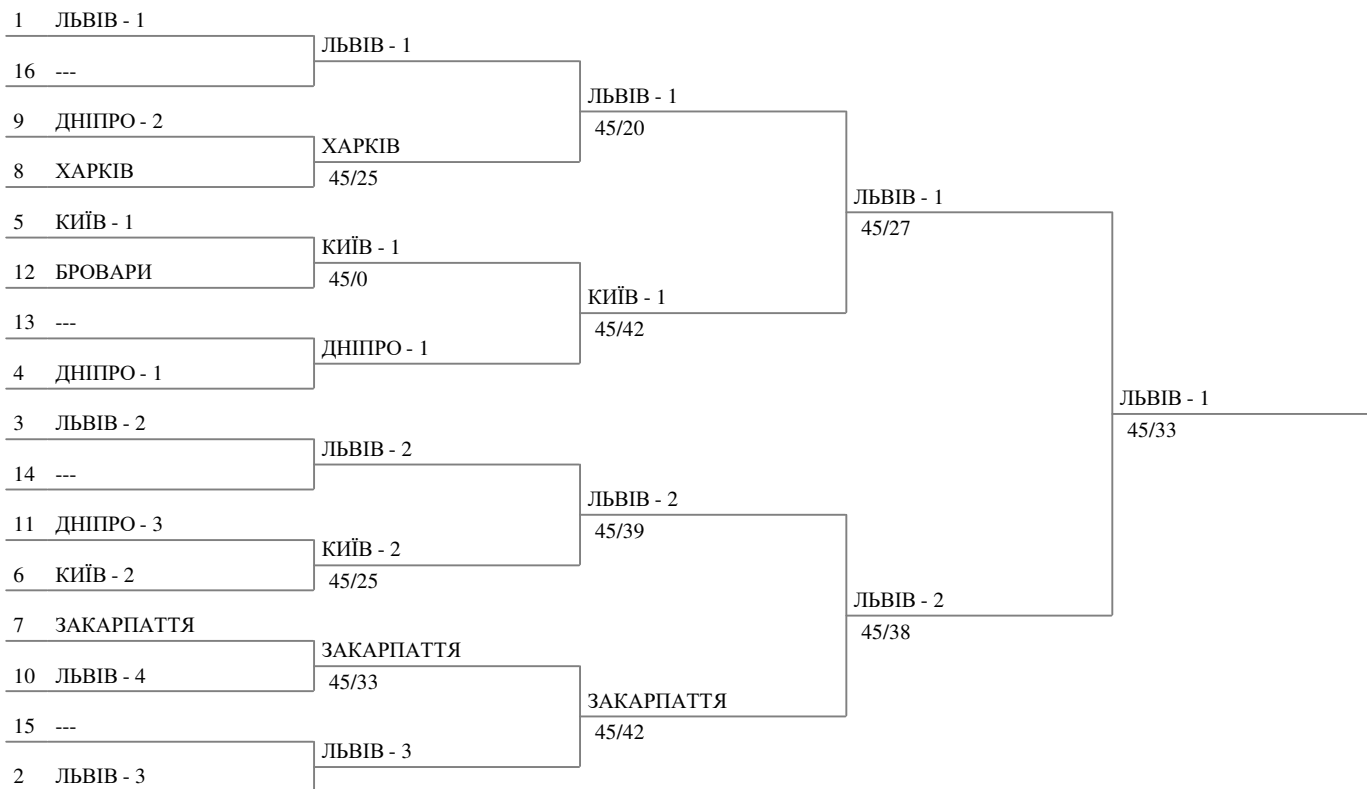 1 ЛЬВІВ - 1
16 ---
9 ДНІПРО - 2
8 ХАРКІВ
5 КИЇВ - 1
12 БРОВАРИ
13 ---
4 ДНІПРО - 1
3 ЛЬВІВ - 2
14 ---
11 ДНІПРО - 3
6 КИЇВ - 2
7 ЗАКАРПАТТЯ
10 ЛЬВІВ - 4
15 ---
2 ЛЬВІВ - 3
ЛЬВІВ - 1
ХАРКІВ
45/25
КИЇВ - 1
45/0
ДНІПРО - 1
ЛЬВІВ - 2
КИЇВ - 2
45/25
ЗАКАРПАТТЯ
45/33
ЛЬВІВ - 3
ЛЬВІВ - 1
45/20
КИЇВ - 1
45/42
ЛЬВІВ - 2
45/39
ЗАКАРПАТТЯ
45/42
ЛЬВІВ - 1
45/27
ЛЬВІВ - 2
45/38
ЛЬВІВ - 1
45/33